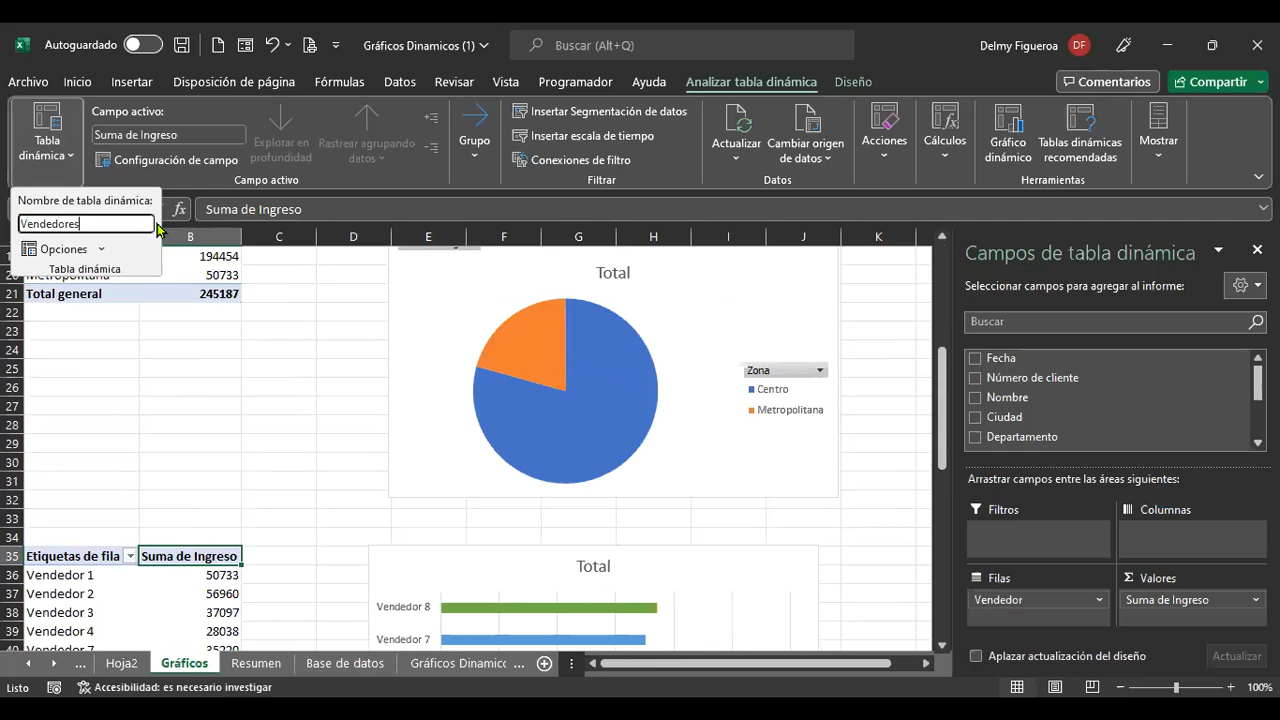 Autoguardado
Gráficos Dinamicos (1)
Buscar (Alt+Q)
Delmy Figueroa
DF
Archivo
Inicio
Insertar
Disposición de página
Fórmulas
Datos
Revisar
Vista
Programador
Ayuda
Analizar tabla dinámica
Diseño
Comentarios
Compartir
Tabla
dinámica
Campo activo:
Suma de Ingreso
Configuración de campo
Explorar en
profundidad
Rastrear agrupando
datos
Campo activo
Grupo
Insertar Segmentación de datos
Insertar escala de tiempo
Conexiones de filtro
Filtrar
Actualizar
Cambiar origen
de datos
Datos
Acciones
Cálculos
Gráfico
dinámico
Tablas dinámicas
recomendadas
Herramientas
Mostrar
Nombre de tabla dinámica:
Vendedores
Opciones
Tabla dinámica
fx
Suma de Ingreso
B C D E F G H I J K
194454
50733
21 Total general 245187
22
23
24
25
26
27
28
29
30
31
32
33
34
35 Etiquetas de fila Suma de Ingreso
36 Vendedor 1 50733
37 Vendedor 2 56960
38 Vendedor 3 37097
39 Vendedor 4 28038
Total
Zona
Centro
Metropolitana
Total
Vendedor 8
Vendedor 7
Campos de tabla dinámica
Seleccionar campos para agregar al informe:
Buscar
Fecha
Número de cliente
Nombre
Ciudad
Departamento
Arrastrar campos entre las áreas siguientes:
Filtros
Columnas
Filas
Σ Valores
Vendedor
Suma de Ingreso
Aplazar actualización del diseño
Actualizar
...
Hoja2
Gráficos
Resumen
Base de datos
Gráficos Dinamicc ...
Listo
Accesibilidad: es necesario investigar
100%